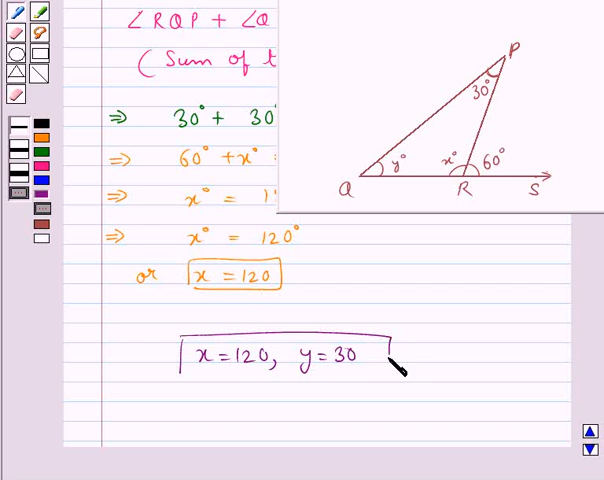 ∠RQP + ∠Q
( Sum of t
⇒ 30° + 30°
⇒ 60° + x° =
⇒ x° = 1
⇒ x° = 120°
or x = 120
x = 120, y = 30
P
30°
y° x° 60°
Q R S